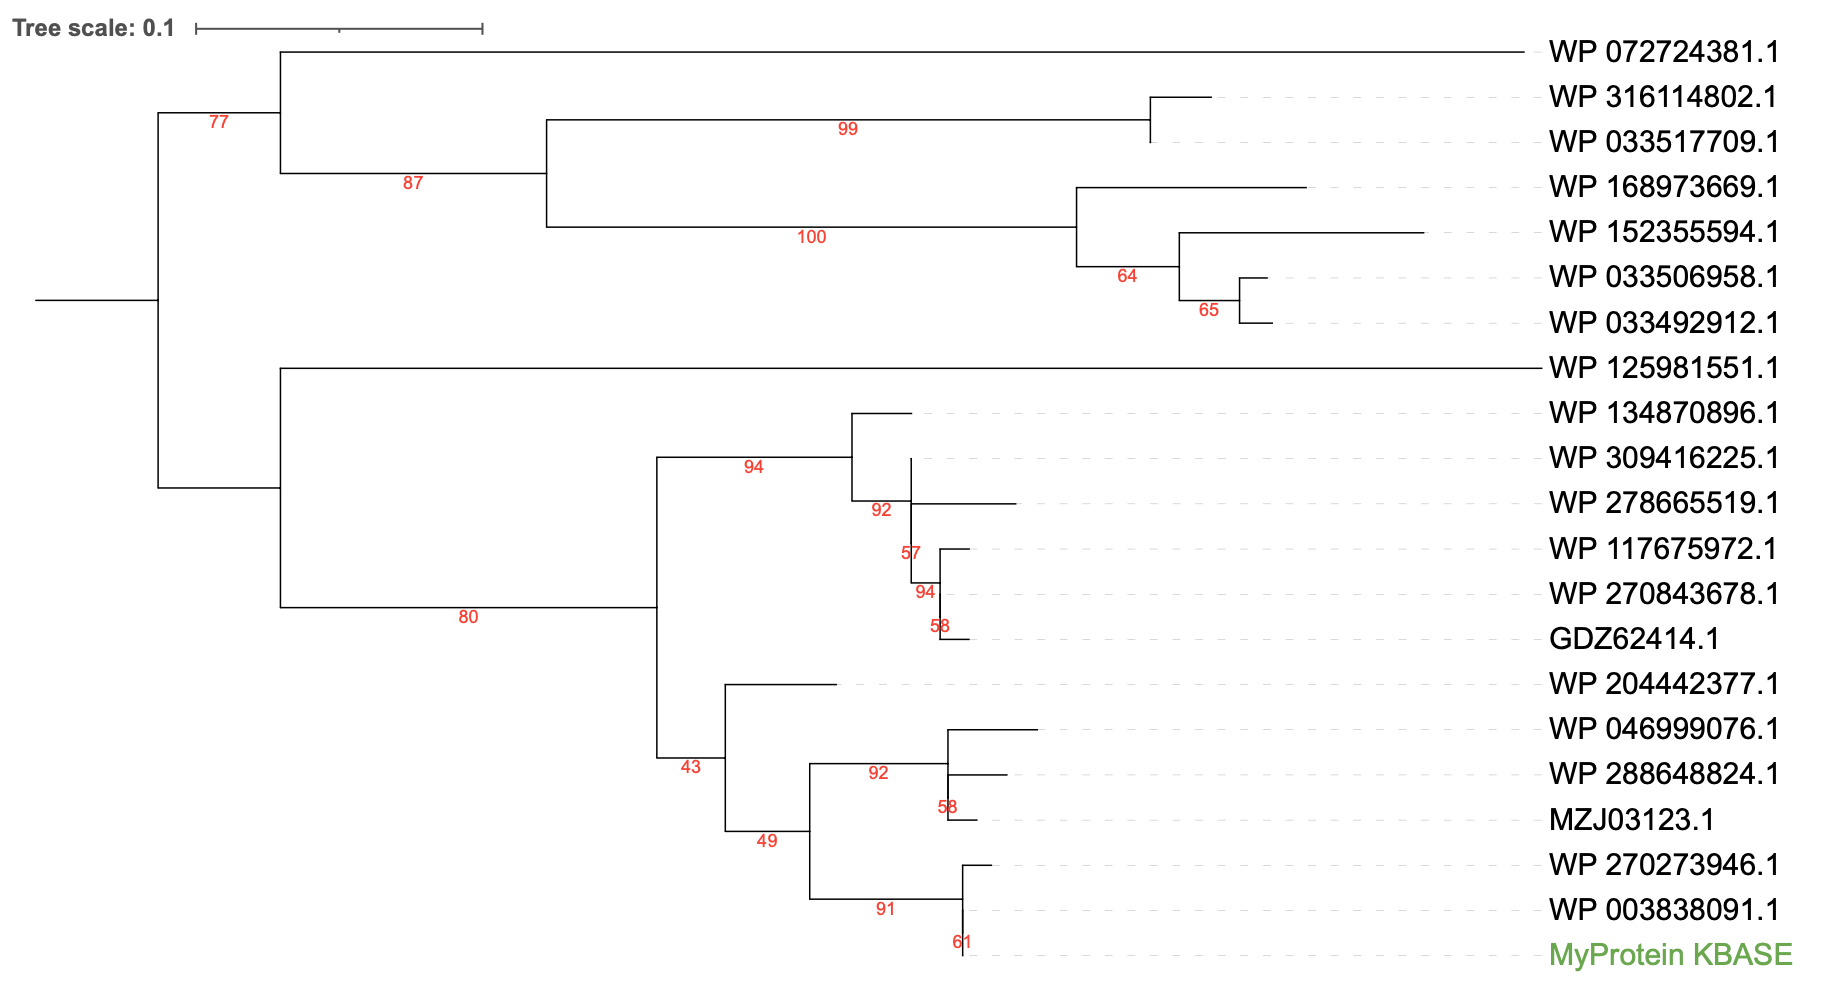 Tree scale: 0.1
WP 072724381.1
77
WP 316114802.1
99
WP 033517709.1
87
WP 168973669.1
100
WP 152355594.1
64
WP 033506958.1
65
WP 033492912.1
WP 125981551.1
WP 134870896.1
94
WP 309416225.1
92
WP 278665519.1
57
WP 117675972.1
94
WP 270843678.1
80
58
GDZ62414.1
WP 204442377.1
43
WP 046999076.1
92
WP 288648824.1
58
MZJ03123.1
49
WP 270273946.1
91
WP 003838091.1
61
MyProtein KBASE